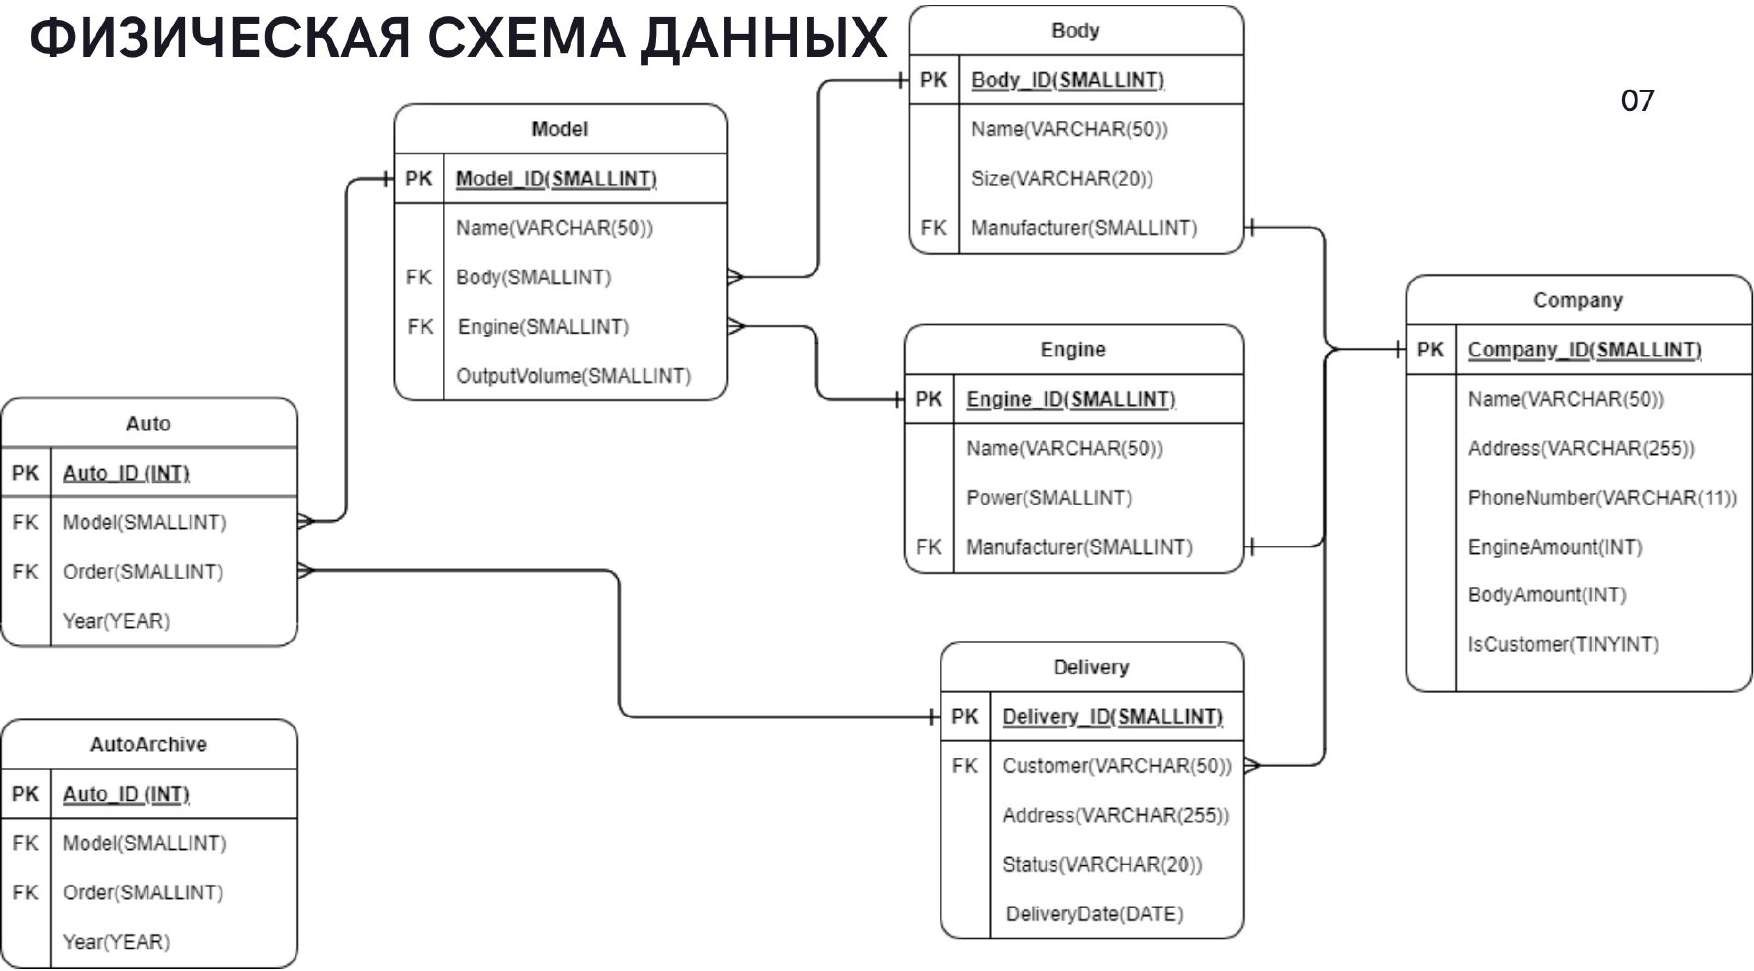 ФИЗИЧЕСКАЯ СХЕМА ДАННЫХ
07
Body
PK Body_ID(SMALLINT)
Name(VARCHAR(50))
Size(VARCHAR(20))
FK Manufacturer(SMALLINT)
Model
PK Model_ID(SMALLINT)
Name(VARCHAR(50))
FK Body(SMALLINT)
FK Engine(SMALLINT)
OutputVolume(SMALLINT)
Engine
PK Engine_ID(SMALLINT)
Name(VARCHAR(50))
Power(SMALLINT)
FK Manufacturer(SMALLINT)
Company
PK Company_ID(SMALLINT)
Name(VARCHAR(50))
Address(VARCHAR(255))
PhoneNumber(VARCHAR(11))
EngineAmount(INT)
BodyAmount(INT)
IsCustomer(TINYINT)
Auto
PK Auto_ID (INT)
FK Model(SMALLINT)
FK Order(SMALLINT)
Year(YEAR)
Delivery
PK Delivery_ID(SMALLINT)
FK Customer(VARCHAR(50))
Address(VARCHAR(255))
Status(VARCHAR(20))
DeliveryDate(DATE)
AutoArchive
PK Auto_ID (INT)
FK Model(SMALLINT)
FK Order(SMALLINT)
Year(YEAR)